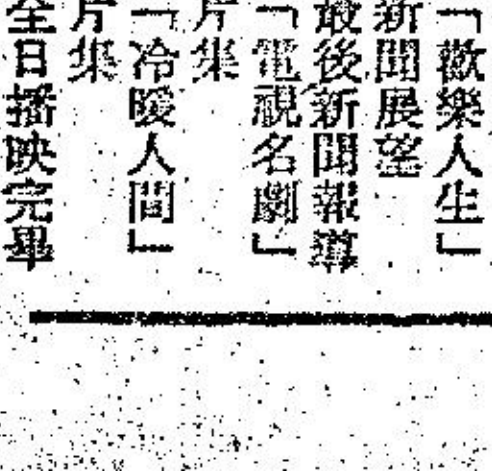 「歡樂人生」
新聞展望
最後新聞報導
「電視名劇」
片集
「冷暖人間」
片集
全日播映完畢